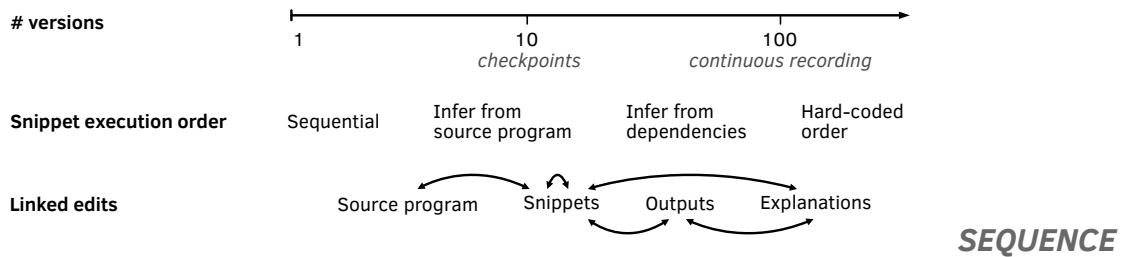 # versions
1 10 100
checkpoints continuous recording
Snippet execution order Sequential Infer from source program Infer from dependencies Hard-coded order
Linked edits Source program Snippets Outputs Explanations
SEQUENCE